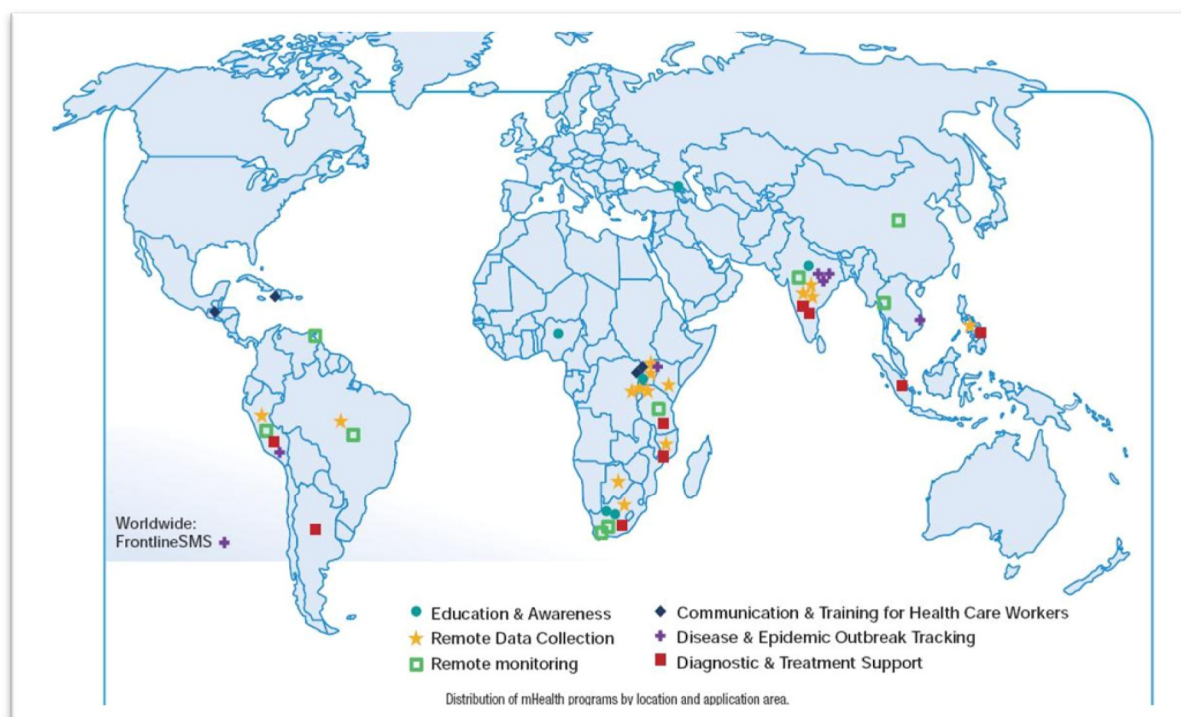 Worldwide:
FrontlineSMS
Education & Awareness
Remote Data Collection
Remote monitoring
Communication & Training for Health Care Workers
Disease & Epidemic Outbreak Tracking
Diagnostic & Treatment Support
Distribution of mHealth programs by location and application area.